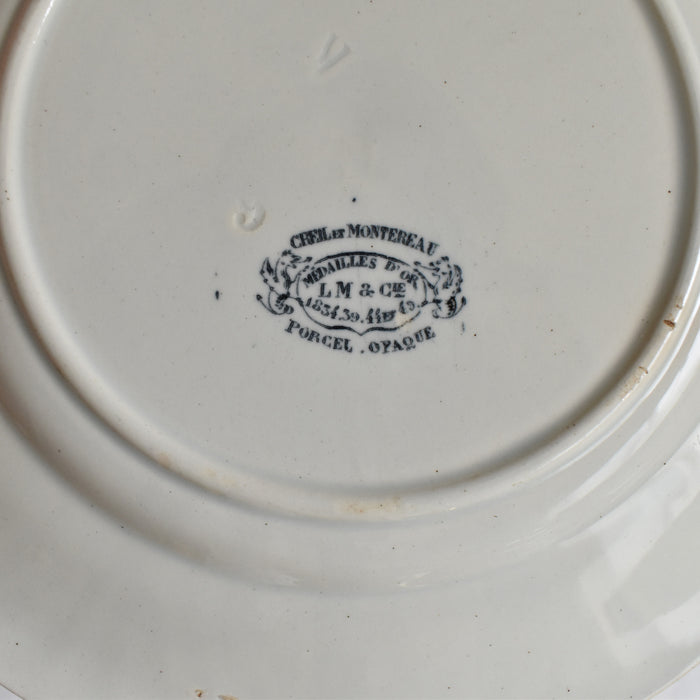 V
CREIL ET MONTEREAU
MÉDAILLES D'OR
L M & CIE
1834.39.44 ET 49.
PORCEL . OPAQUE